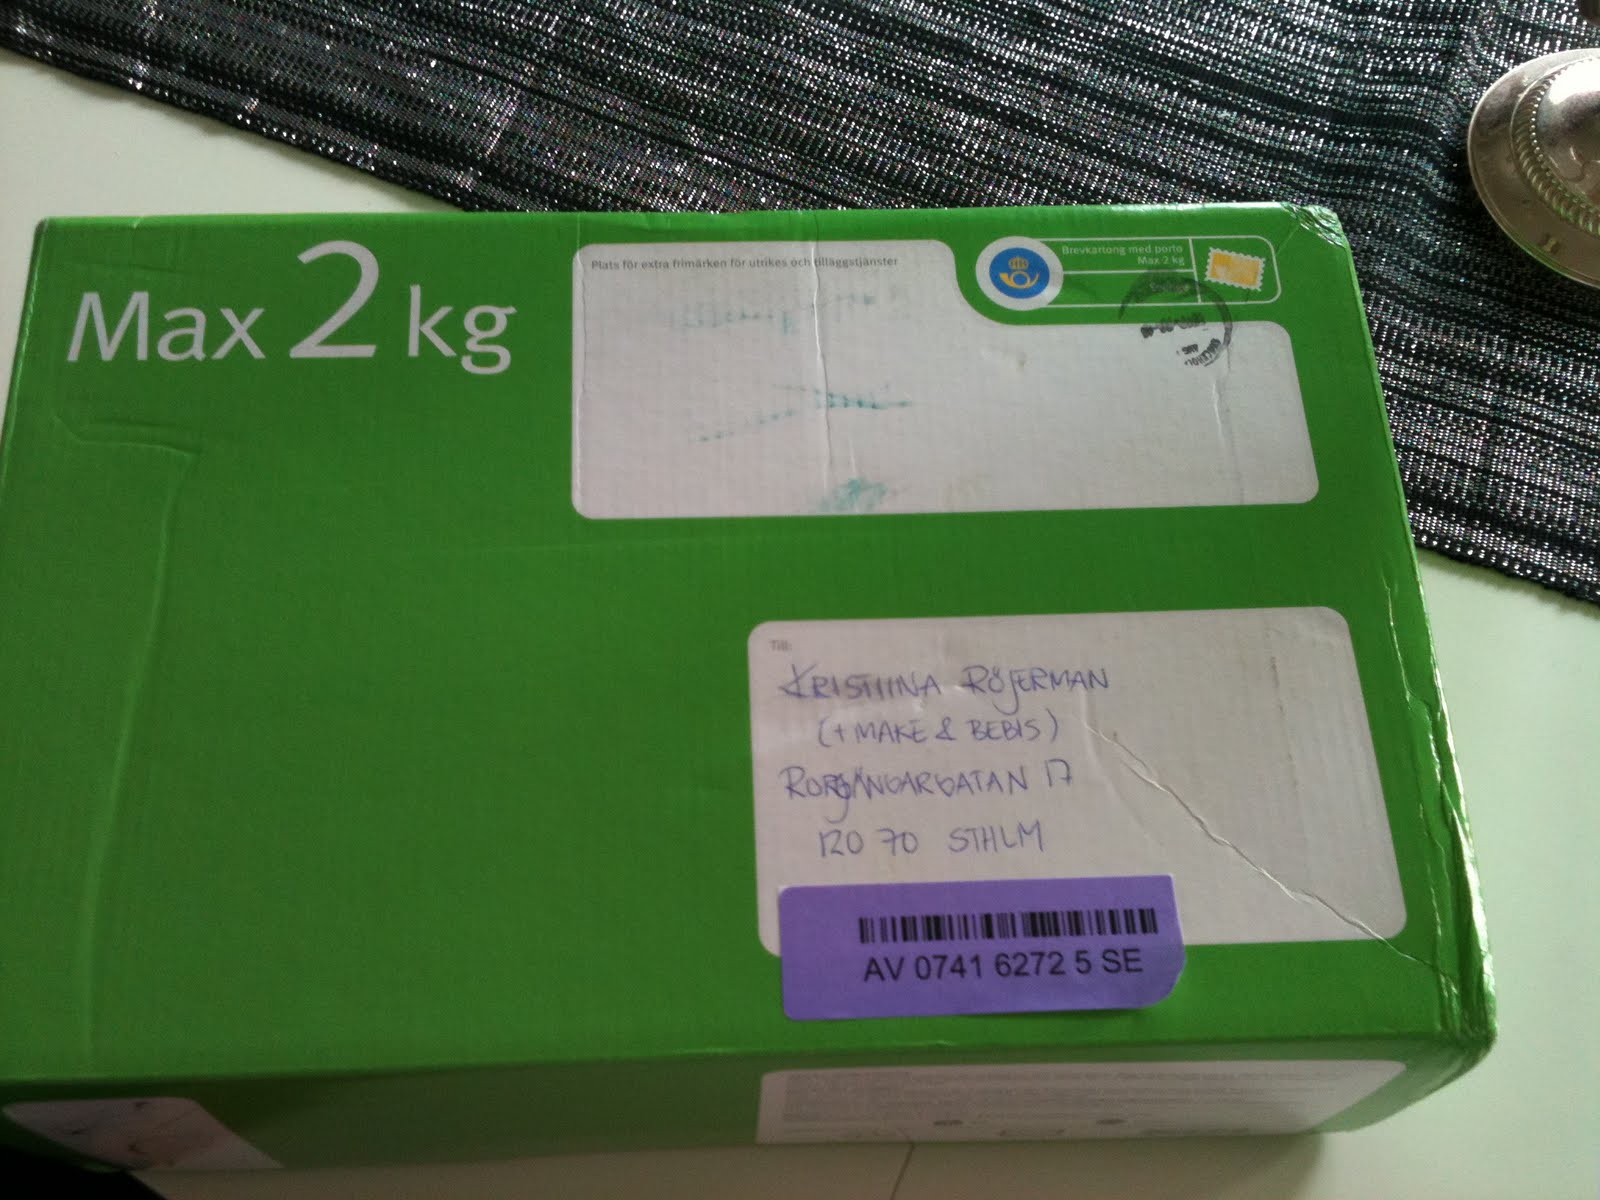 Max 2 kg
Plats för extra frimärken för utrikes och tilläggstjänster
Brevkartong med porto
Max 2 kg
Sverige
Till:
KRISTIINA RÖJERMAN
(+ MAKE & BEBIS)
RORGÄNGARGATAN 17
120 70 STHLM
AV 0741 6272 5 SE